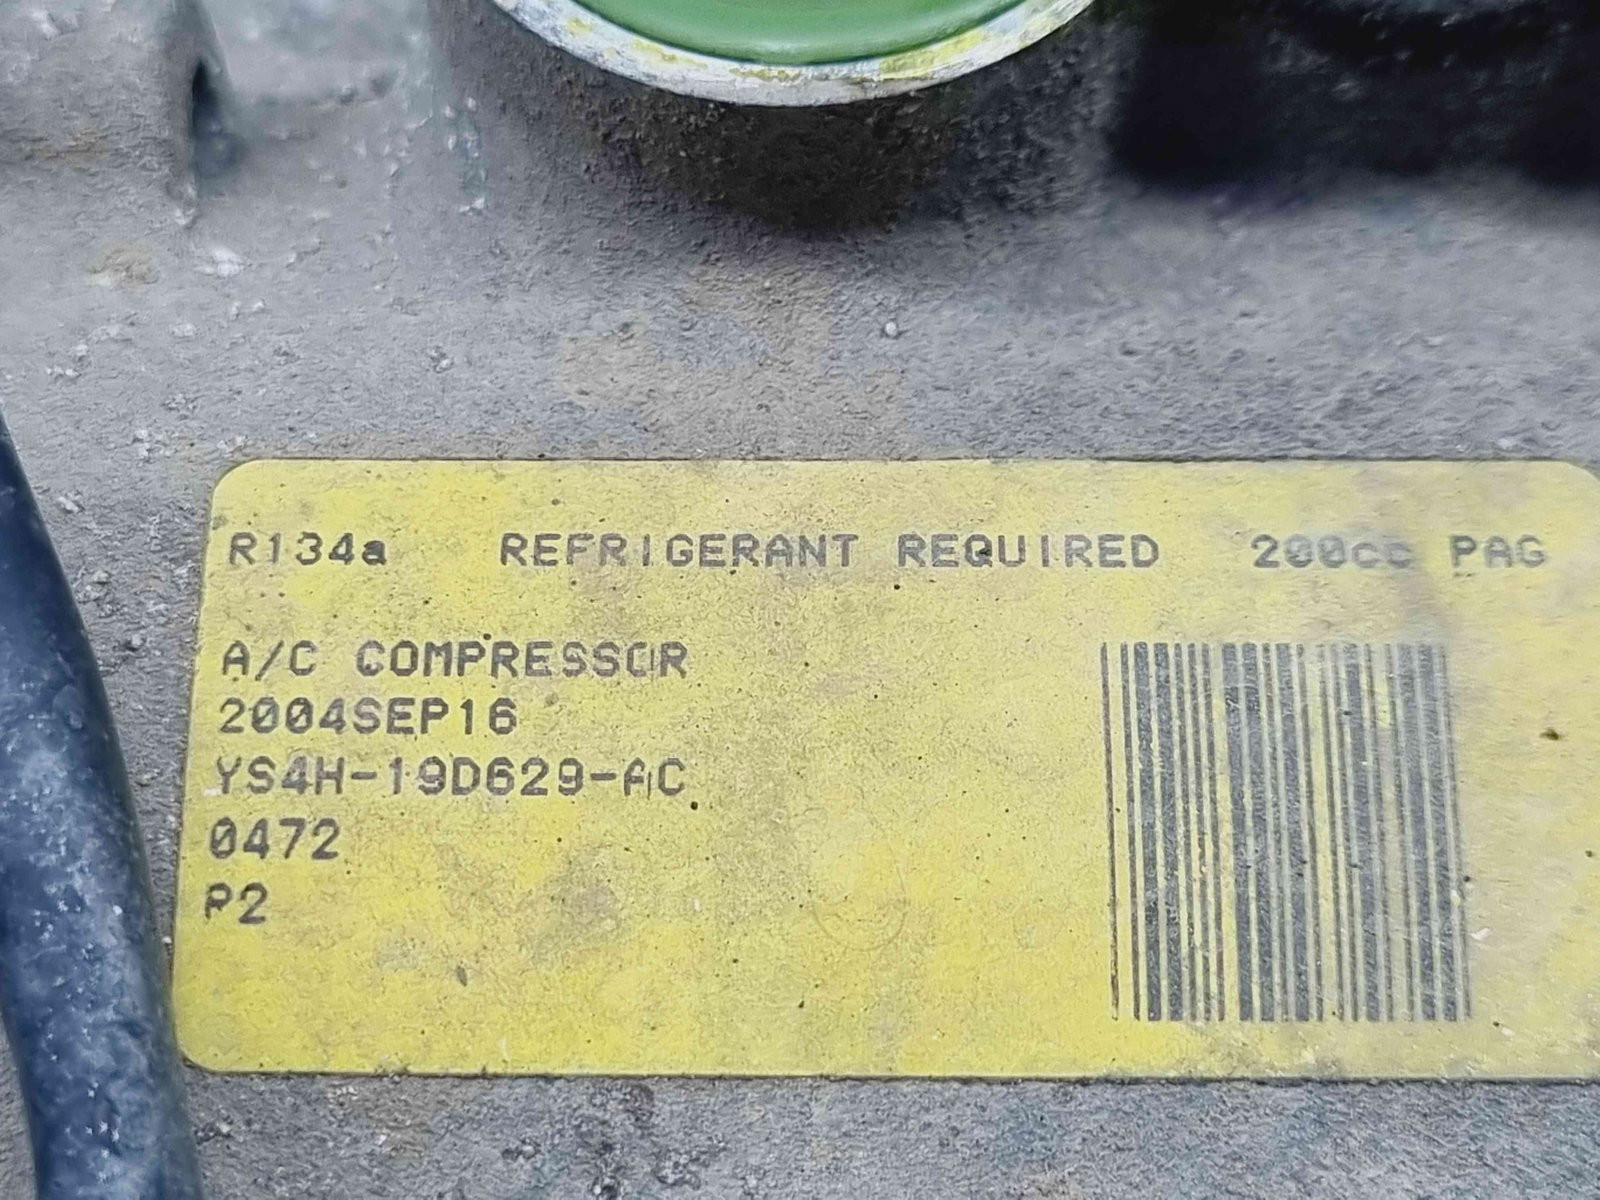 R134a REFRIGERANT REQUIRED 200cc PAG
A/C COMPRESSOR
2004SEP16
YS4H-19D629-AC
0472
P2